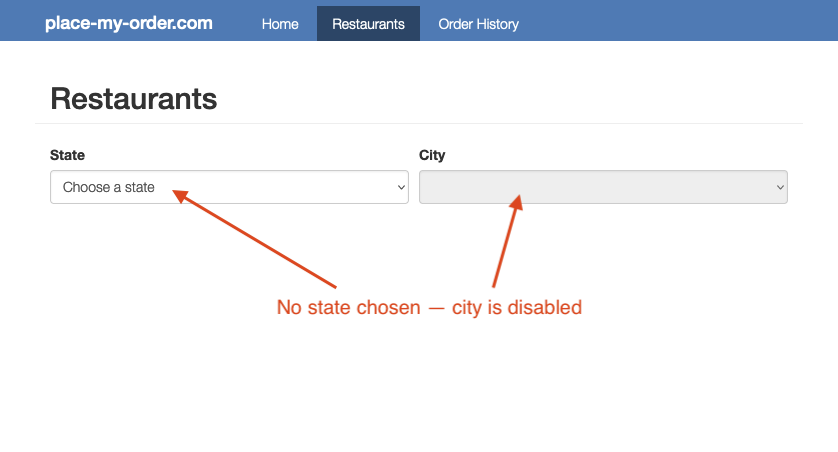 place-my-order.com Home Restaurants Order History
Restaurants
State City
Choose a state
No state chosen — city is disabled